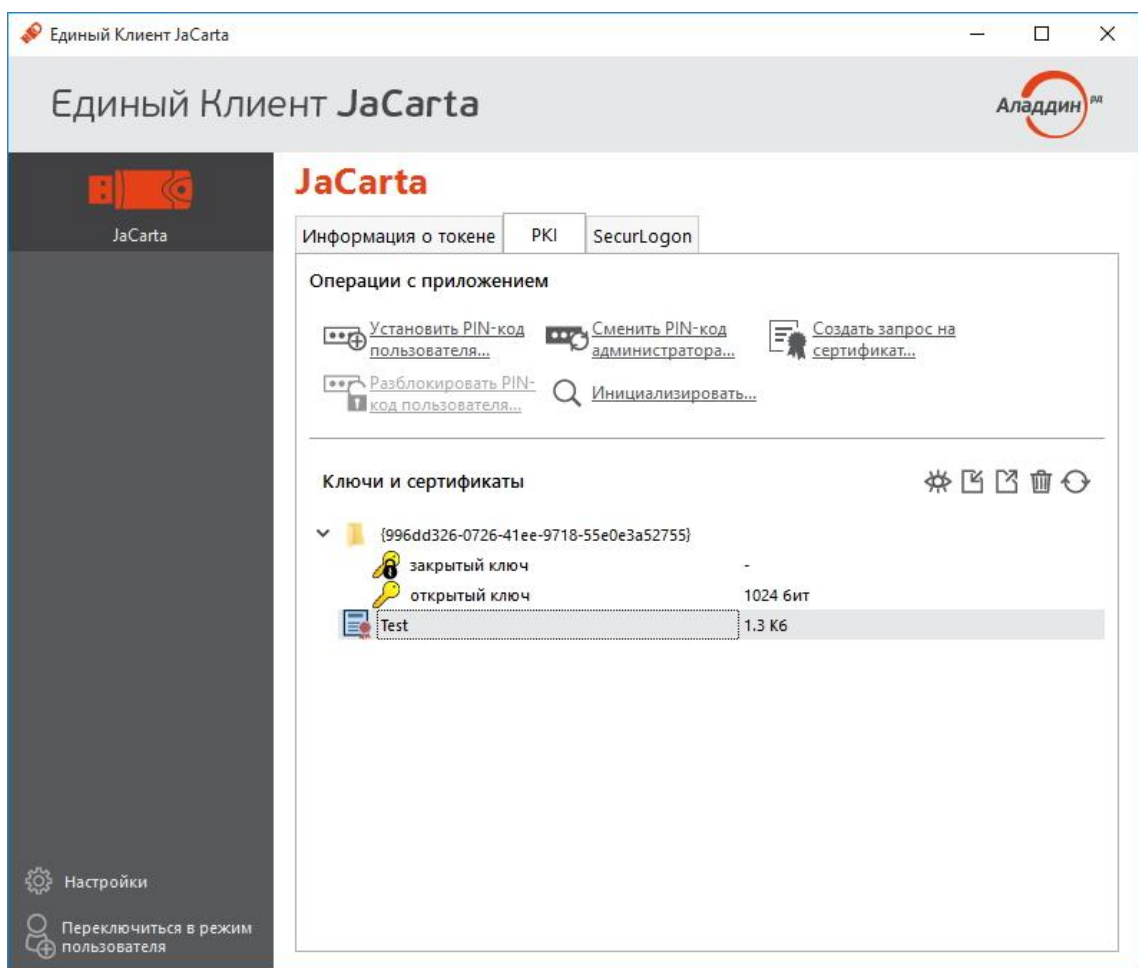 Единый Клиент JaCarta
Единый Клиент JaCarta
Аладдин РД
JaCarta
JaCarta
Информация о токене PKI SecurLogon
Операции с приложением
Установить PIN-код
пользователя...
Сменить PIN-код
администратора...
Создать запрос на
сертификат...
Разблокировать PIN-
код пользователя...
Инициализировать...
Ключи и сертификаты
{996dd326-0726-41ee-9718-55e0e3a52755}
закрытый ключ -
открытый ключ 1024 бит
Test 1.3 Кб
Настройки
Переключиться в режим
пользователя